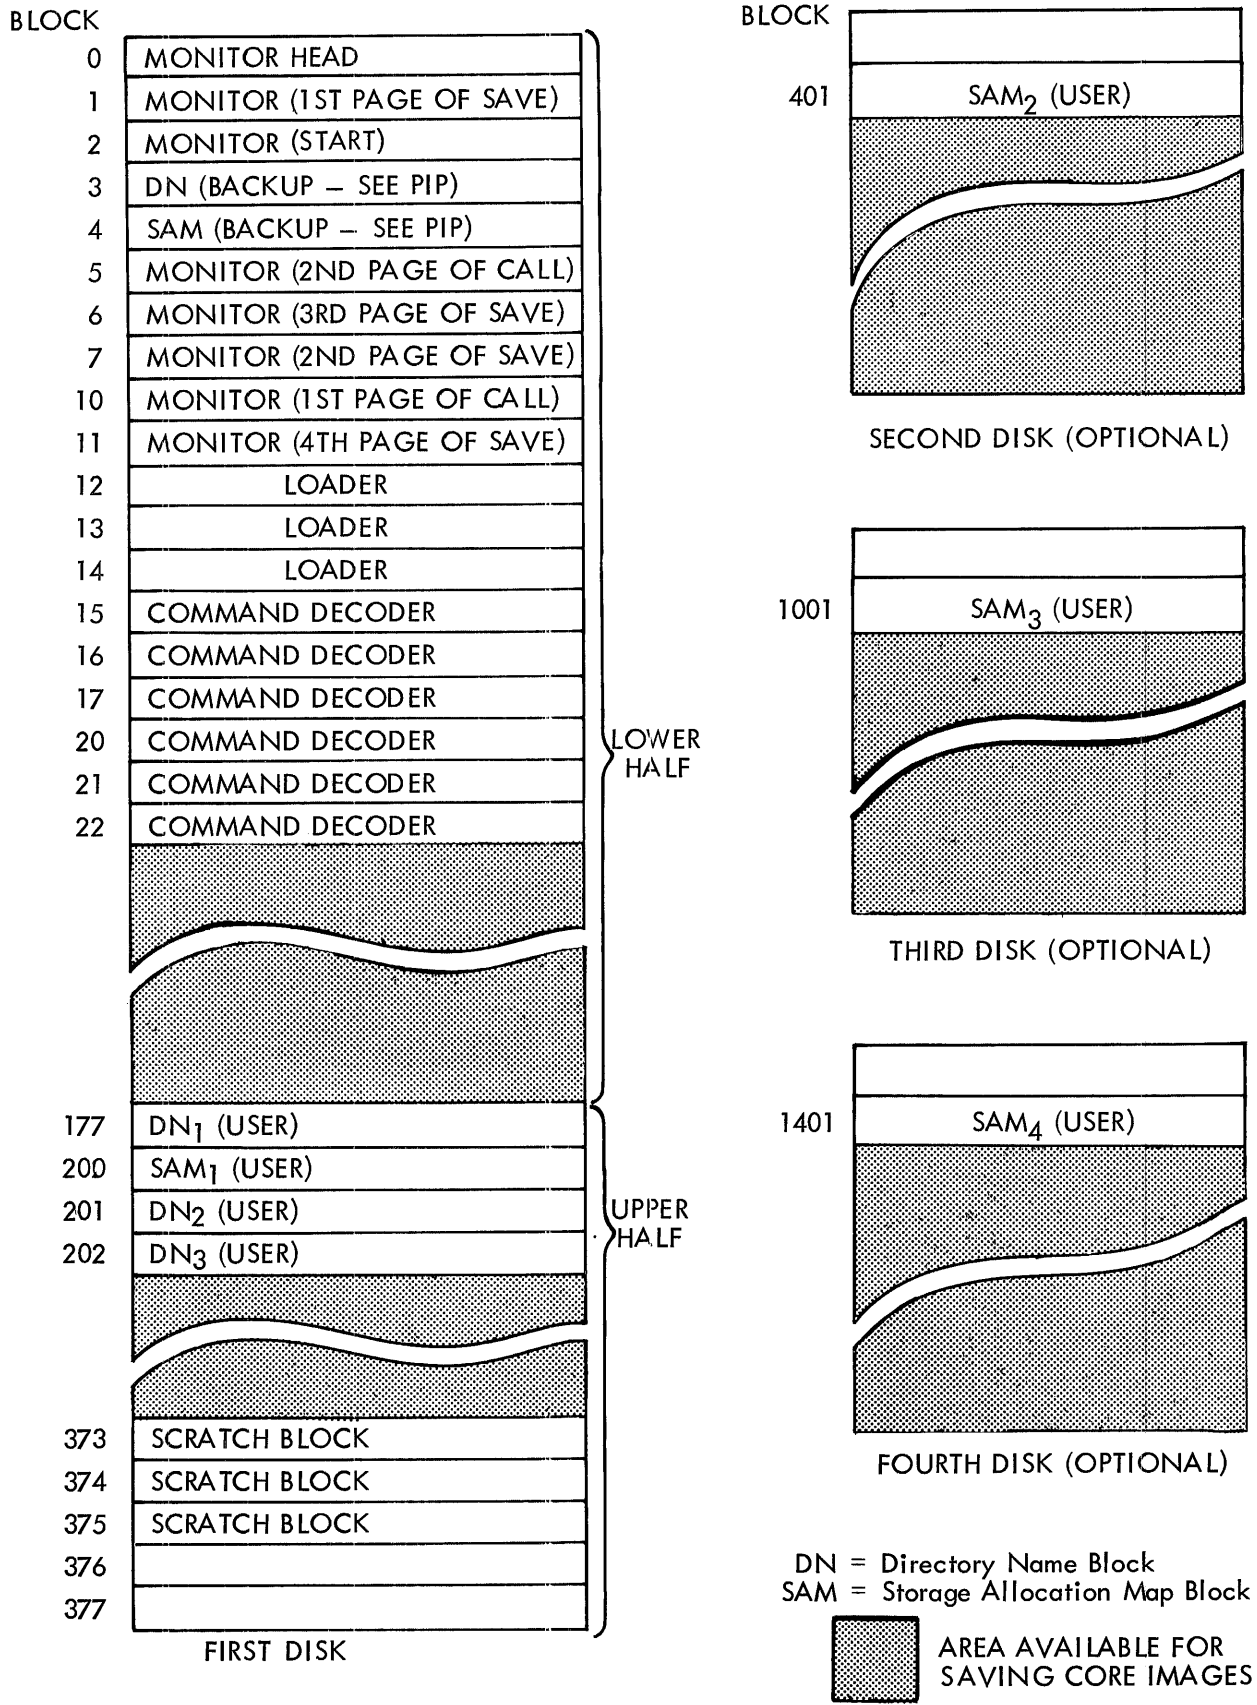 BLOCK
0 MONITOR HEAD
1 MONITOR (1ST PAGE OF SAVE)
2 MONITOR (START)
3 DN (BACKUP – SEE PIP)
4 SAM (BACKUP – SEE PIP)
5 MONITOR (2ND PAGE OF CALL)
6 MONITOR (3RD PAGE OF SAVE)
7 MONITOR (2ND PAGE OF SAVE)
10 MONITOR (1ST PAGE OF CALL)
11 MONITOR (4TH PAGE OF SAVE)
12 LOADER
13 LOADER
14 LOADER
15 COMMAND DECODER
16 COMMAND DECODER
17 COMMAND DECODER
20 COMMAND DECODER
21 COMMAND DECODER
22 COMMAND DECODER
LOWER
HALF
177 DN1 (USER)
200 SAM1 (USER)
201 DN2 (USER)
202 DN3 (USER)
UPPER
HALF
373 SCRATCH BLOCK
374 SCRATCH BLOCK
375 SCRATCH BLOCK
376
377
FIRST DISK
BLOCK
401 SAM2 (USER)
SECOND DISK (OPTIONAL)
1001 SAM3 (USER)
THIRD DISK (OPTIONAL)
1401 SAM4 (USER)
FOURTH DISK (OPTIONAL)
DN = Directory Name Block
SAM = Storage Allocation Map Block
AREA AVAILABLE FOR
SAVING CORE IMAGES